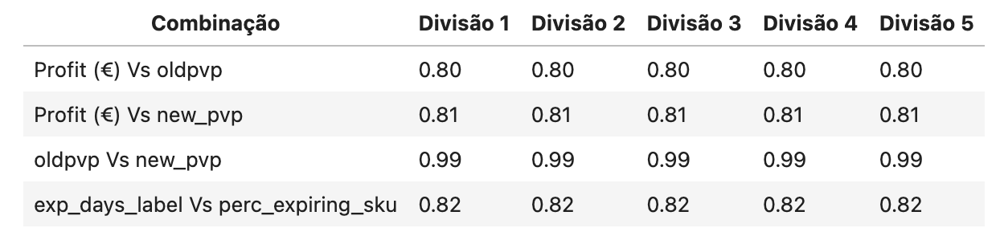 Combinação Divisão 1 Divisão 2 Divisão 3 Divisão 4 Divisão 5
Profit (€) Vs oldpvp 0.80 0.80 0.80 0.80 0.80
Profit (€) Vs new_pvp 0.81 0.81 0.81 0.81 0.81
oldpvp Vs new_pvp 0.99 0.99 0.99 0.99 0.99
exp_days_label Vs perc_expiring_sku 0.82 0.82 0.82 0.82 0.82